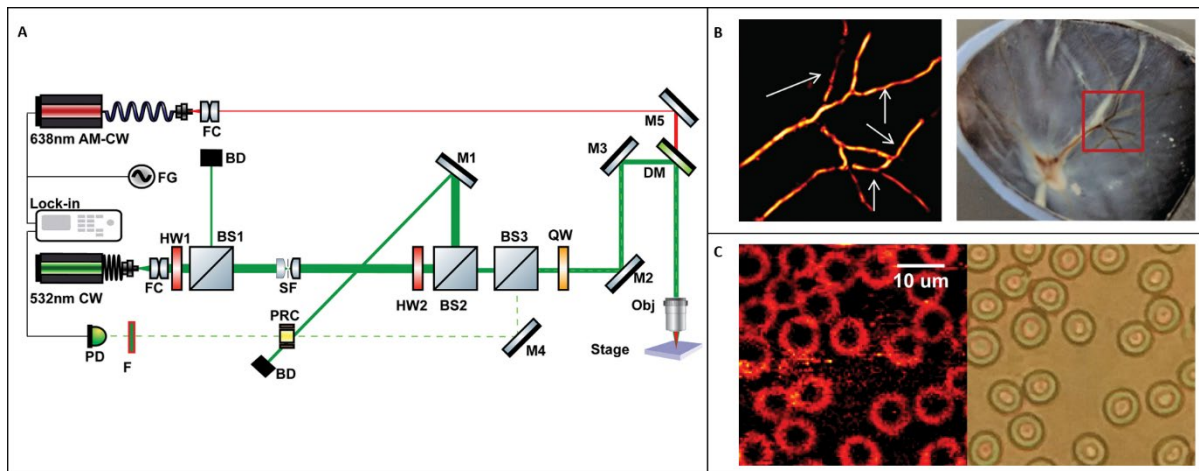 A
638nm AM-CW
FC
BD
FG
Lock-in
HW1
BS1
532nm CW
FC
SF
PD
F
PRC
BD
M1
HW2
BS2
BS3
QW
M4
M3
M5
DM
M2
Obj
Stage
B
C
10 um